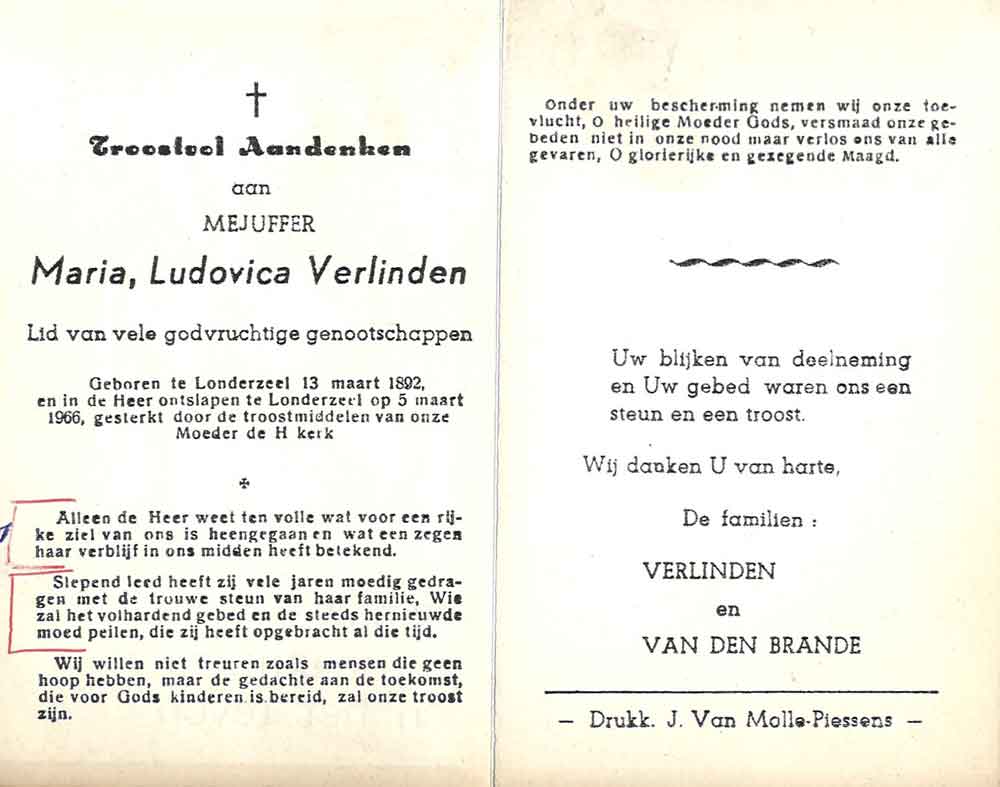 Troostvol Aandenken
aan
MEJUFFER
Maria, Ludovica Verlinden
Lid van vele godvruchtige genootschappen
Geboren te Londerzeel 13 maart 1892,
en in de Heer ontslapen te Londerzeel op 5 maart
1966, gesterkt door de troostmiddelen van onze
Moeder de H kerk
Alleen de Heer weet ten volle wat voor een rij-
ke ziel van ons is heengegaan en wat een zegen
haar verblijf in ons midden heeft betekend.
Slepend leed heeft zij vele jaren moedig gedra-
gen met de trouwe steun van haar familie, Wie
zal het volhardend gebed en de steeds hernieuwde
moed peilen, die zij heeft opgebracht al die tijd.
Wij willen niet treuren zoals mensen die geen
hoop hebben, maar de gedachte aan de toekomst,
die voor Gods kinderen is bereid, zal onze troost
zijn.
Onder uw bescherming nemen wij onze toe-
vlucht, O heilige Moeder Gods, versmaad onze ge-
beden niet in onze nood maar verlos ons van alle
gevaren, O glorierijke en gezegende Maagd.
Uw blijken van deelneming
en Uw gebed waren ons een
steun en een troost.
Wij danken U van harte,
De familien :
VERLINDEN
en
VAN DEN BRANDE
– Drukk. J. Van Molle-Piessens –